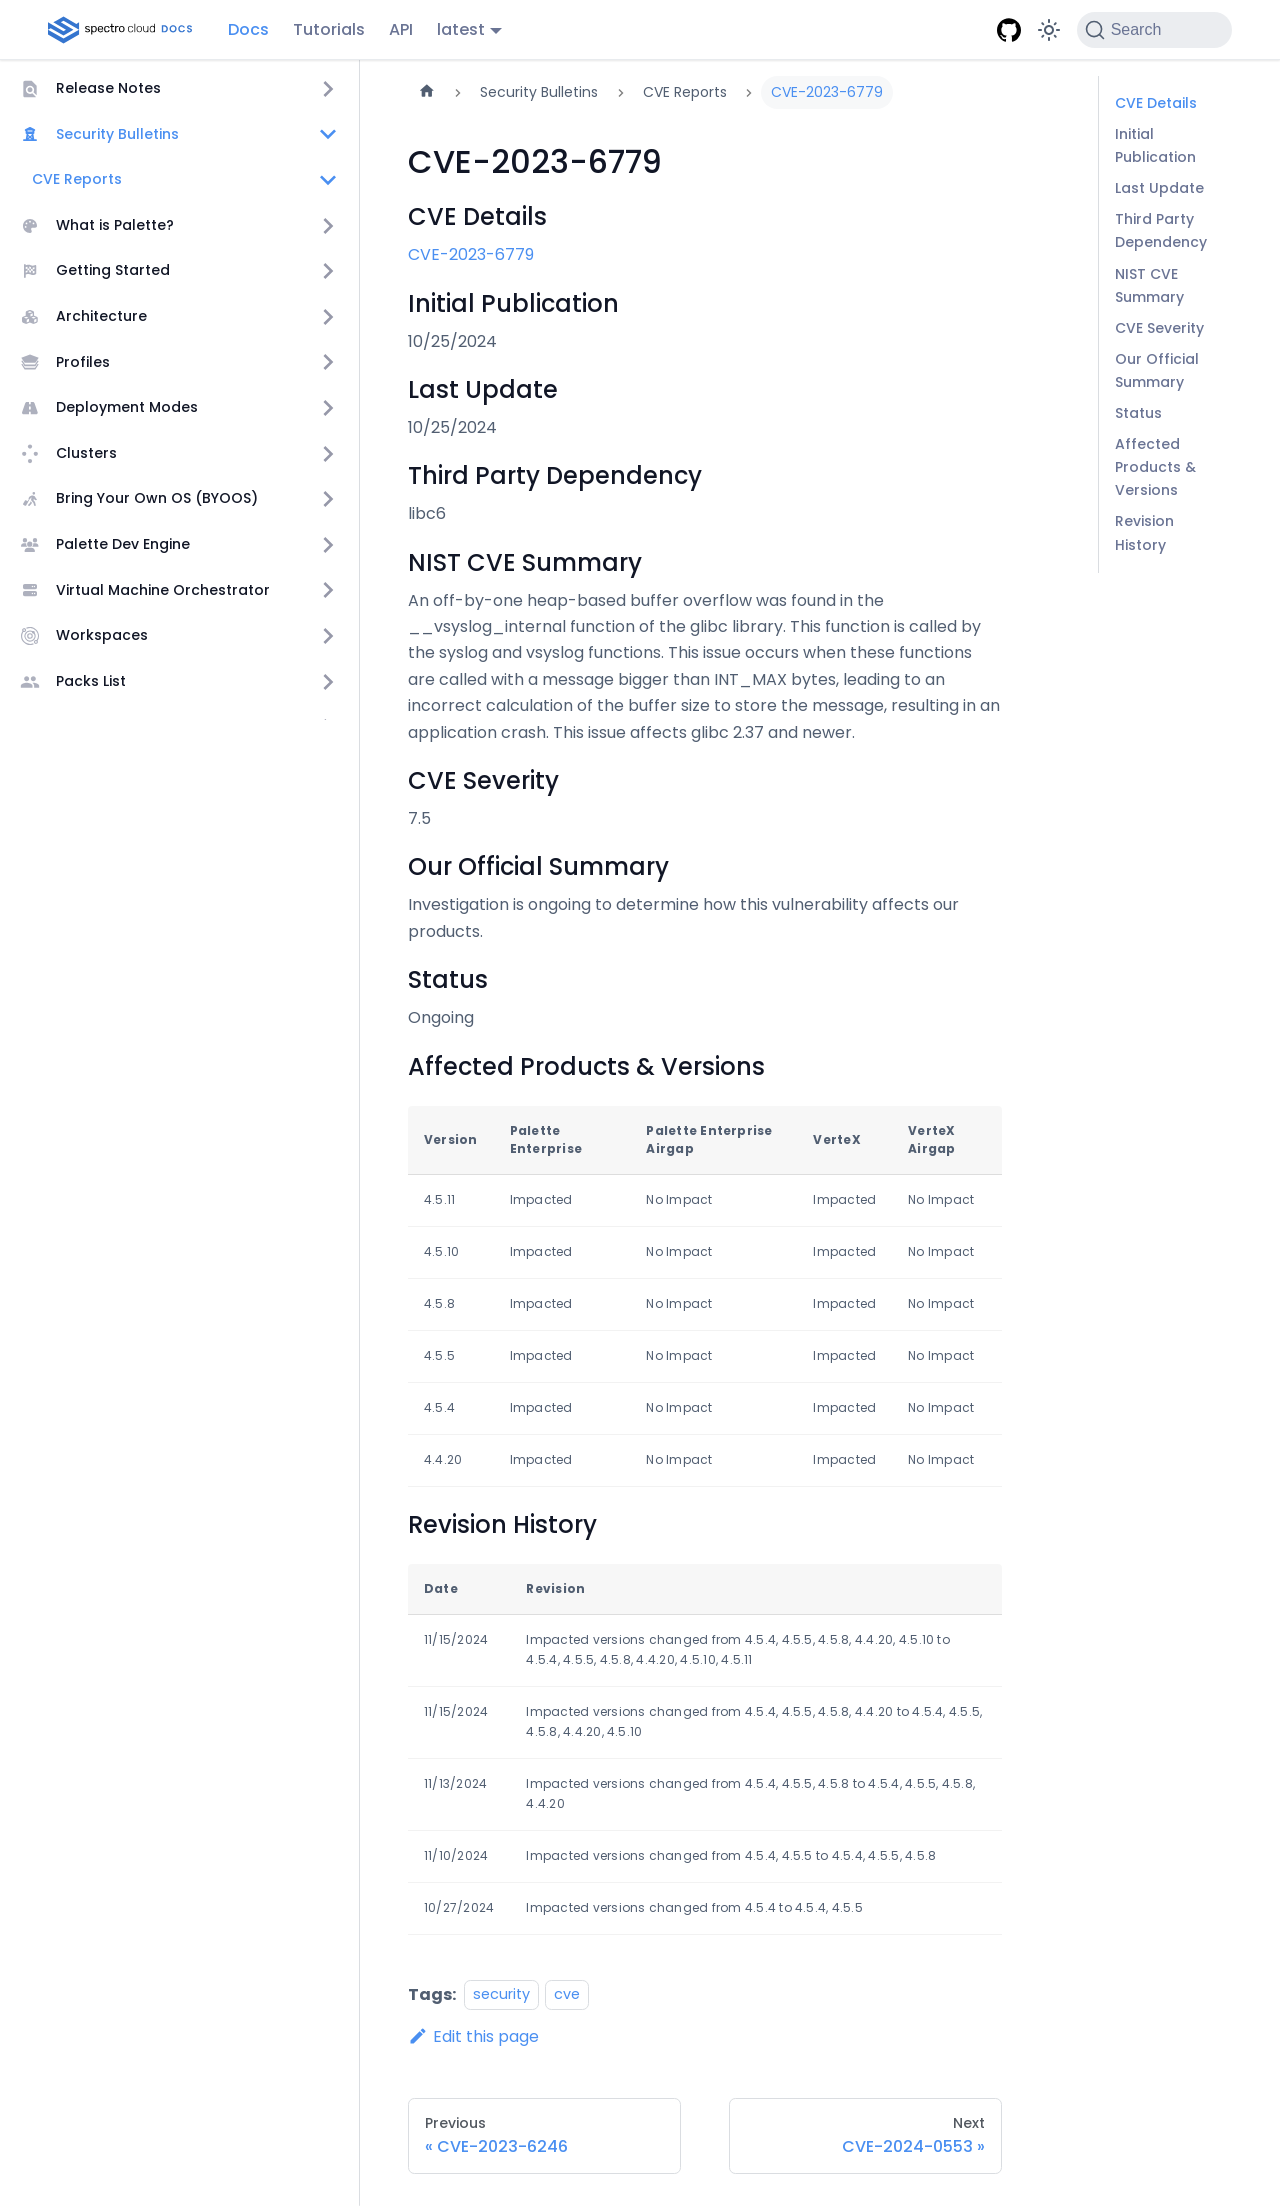 spectro cloud DOCS
Docs
Tutorials
API
latest
Search
Release Notes
Security Bulletins
CVE Reports
What is Palette?
Getting Started
Architecture
Profiles
Deployment Modes
Clusters
Bring Your Own OS (BYOOS)
Palette Dev Engine
Virtual Machine Orchestrator
Workspaces
Packs List
Security Bulletins
CVE Reports
CVE-2023-6779
CVE-2023-6779
CVE Details
CVE-2023-6779
Initial Publication
10/25/2024
Last Update
10/25/2024
Third Party Dependency
libc6
NIST CVE Summary
An off-by-one heap-based buffer overflow was found in the
__vsyslog_internal function of the glibc library. This function is called by
the syslog and vsyslog functions. This issue occurs when these functions
are called with a message bigger than INT_MAX bytes, leading to an
incorrect calculation of the buffer size to store the message, resulting in an
application crash. This issue affects glibc 2.37 and newer.
CVE Severity
7.5
Our Official Summary
Investigation is ongoing to determine how this vulnerability affects our
products.
Status
Ongoing
Affected Products & Versions
Version Palette Enterprise Palette Enterprise Airgap VerteX VerteX Airgap
4.5.11 Impacted No Impact Impacted No Impact
4.5.10 Impacted No Impact Impacted No Impact
4.5.8 Impacted No Impact Impacted No Impact
4.5.5 Impacted No Impact Impacted No Impact
4.5.4 Impacted No Impact Impacted No Impact
4.4.20 Impacted No Impact Impacted No Impact
Revision History
Date Revision
11/15/2024 Impacted versions changed from 4.5.4, 4.5.5, 4.5.8, 4.4.20, 4.5.10 to
4.5.4, 4.5.5, 4.5.8, 4.4.20, 4.5.10, 4.5.11
11/15/2024 Impacted versions changed from 4.5.4, 4.5.5, 4.5.8, 4.4.20 to 4.5.4, 4.5.5,
4.5.8, 4.4.20, 4.5.10
11/13/2024 Impacted versions changed from 4.5.4, 4.5.5, 4.5.8 to 4.5.4, 4.5.5, 4.5.8,
4.4.20
11/10/2024 Impacted versions changed from 4.5.4, 4.5.5 to 4.5.4, 4.5.5, 4.5.8
10/27/2024 Impacted versions changed from 4.5.4 to 4.5.4, 4.5.5
Tags: security cve
Edit this page
Previous
« CVE-2023-6246
Next
CVE-2024-0553 »
CVE Details
Initial
Publication
Last Update
Third Party
Dependency
NIST CVE
Summary
CVE Severity
Our Official
Summary
Status
Affected
Products &
Versions
Revision
History